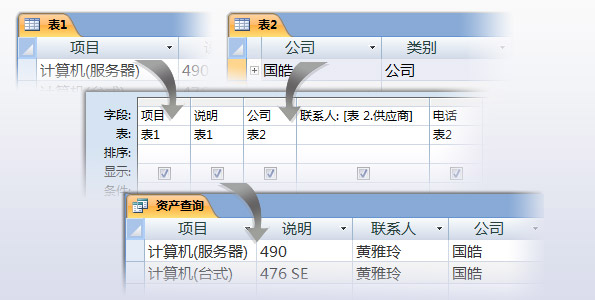 表1 表2
项目 公司 类别
计算机(服务器) 490 国皓 公司
字段: 项目 说明 公司 联系人: [表 2.供应商] 电话
表: 表1 表1 表2 表2
排序:
显示:
条件:
资产查询
项目 说明 联系人 公司
计算机(服务器) 490 黄雅玲 国皓
计算机(台式) 476 SE 黄雅玲 国皓